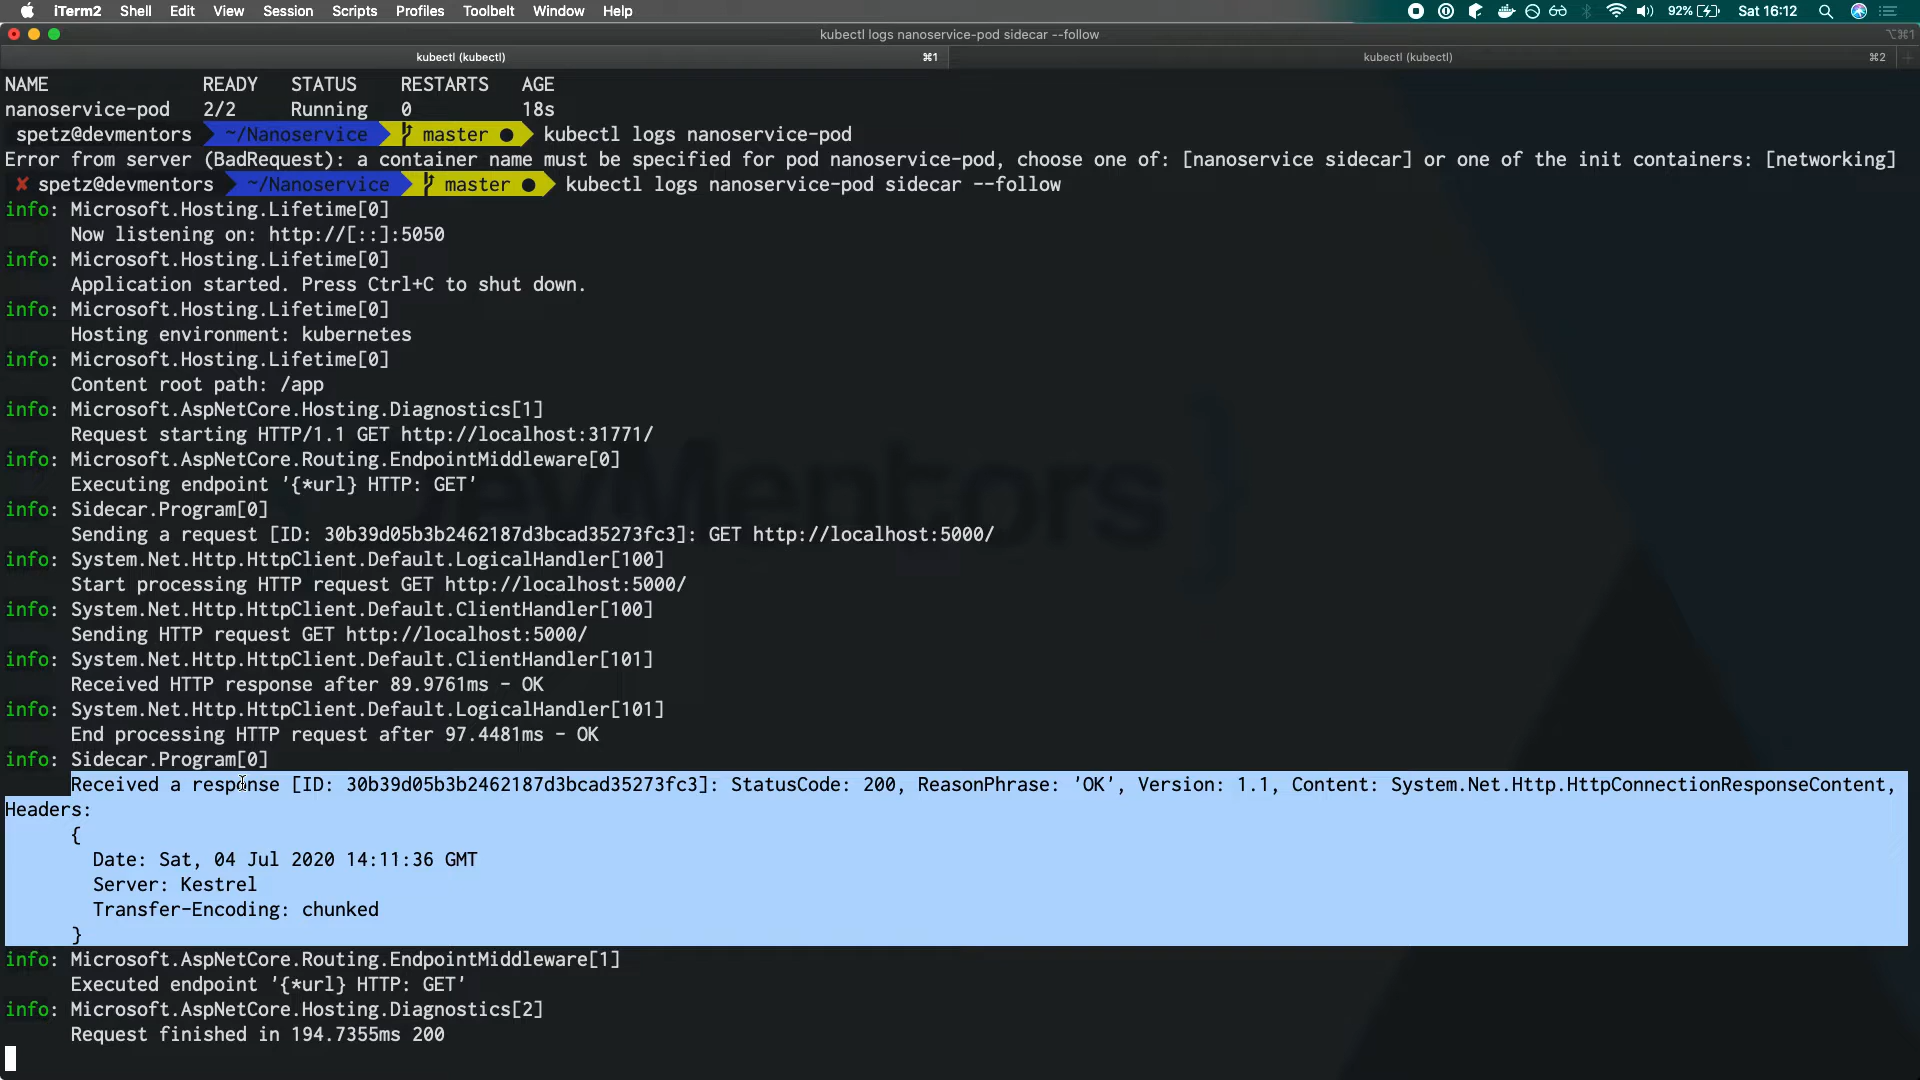 iTerm2 Shell Edit View Session Scripts Profiles Toolbelt Window Help 92% Sat 16:12
kubectl logs nanoservice-pod sidecar --follow ⌥⌘1
kubectl (kubectl) ⌘1 kubectl (kubectl) ⌘2
NAME READY STATUS RESTARTS AGE
nanoservice-pod 2/2 Running 0 18s
spetz@devmentors ~/Nanoservice master ● kubectl logs nanoservice-pod
Error from server (BadRequest): a container name must be specified for pod nanoservice-pod, choose one of: [nanoservice sidecar] or one of the init containers: [networking]
✘ spetz@devmentors ~/Nanoservice master ● kubectl logs nanoservice-pod sidecar --follow
info: Microsoft.Hosting.Lifetime[0]
Now listening on: http://[::]:5050
info: Microsoft.Hosting.Lifetime[0]
Application started. Press Ctrl+C to shut down.
info: Microsoft.Hosting.Lifetime[0]
Hosting environment: kubernetes
info: Microsoft.Hosting.Lifetime[0]
Content root path: /app
info: Microsoft.AspNetCore.Hosting.Diagnostics[1]
Request starting HTTP/1.1 GET http://localhost:31771/
info: Microsoft.AspNetCore.Routing.EndpointMiddleware[0]
Executing endpoint '{*url} HTTP: GET'
info: Sidecar.Program[0]
Sending a request [ID: 30b39d05b3b2462187d3bcad35273fc3]: GET http://localhost:5000/
info: System.Net.Http.HttpClient.Default.LogicalHandler[100]
Start processing HTTP request GET http://localhost:5000/
info: System.Net.Http.HttpClient.Default.ClientHandler[100]
Sending HTTP request GET http://localhost:5000/
info: System.Net.Http.HttpClient.Default.ClientHandler[101]
Received HTTP response after 89.9761ms - OK
info: System.Net.Http.HttpClient.Default.LogicalHandler[101]
End processing HTTP request after 97.4481ms - OK
info: Sidecar.Program[0]
Received a response [ID: 30b39d05b3b2462187d3bcad35273fc3]: StatusCode: 200, ReasonPhrase: 'OK', Version: 1.1, Content: System.Net.Http.HttpConnectionResponseContent,
Headers:
{
Date: Sat, 04 Jul 2020 14:11:36 GMT
Server: Kestrel
Transfer-Encoding: chunked
}
info: Microsoft.AspNetCore.Routing.EndpointMiddleware[1]
Executed endpoint '{*url} HTTP: GET'
info: Microsoft.AspNetCore.Hosting.Diagnostics[2]
Request finished in 194.7355ms 200
DevMentors }